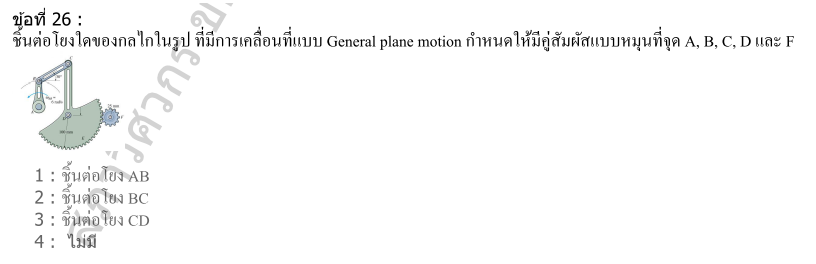 ข้อที่ 26 :
ชิ้นต่อโยงใดของกลไกในรูป ที่มีการเคลื่อนที่แบบ General plane motion กำหนดให้มีคู่สัมผัสแบบหมุนที่จุด A, B, C, D และ F
1 : ชิ้นต่อโยง AB
2 : ชิ้นต่อโยง BC
3 : ชิ้นต่อโยง CD
4 : ไม่มี